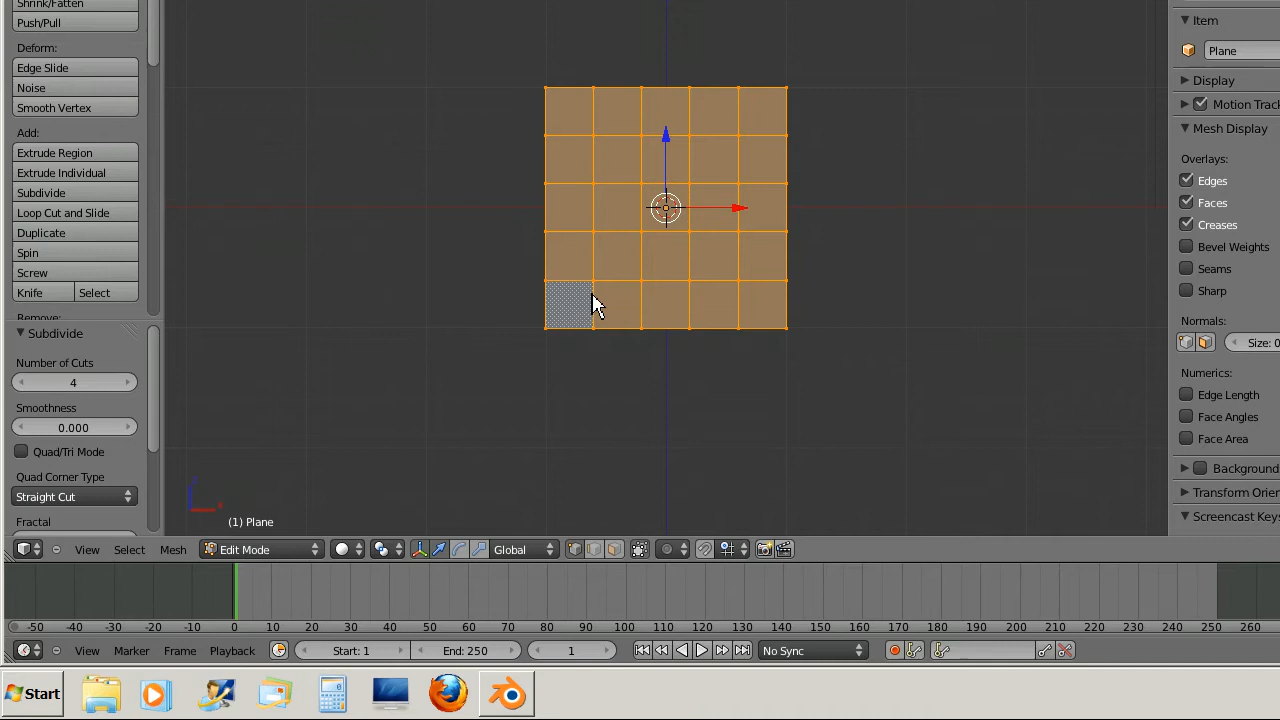 Shrink/Fatten
Push/Pull
Deform:
Edge Slide
Noise
Smooth Vertex
Add:
Extrude Region
Extrude Individual
Subdivide
Loop Cut and Slide
Duplicate
Spin
Screw
Knife Select
Remove:
Subdivide
Number of Cuts
4
Smoothness
0.000
Quad/Tri Mode
Quad Corner Type
Straight Cut
Fractal
(1) Plane
Item
Plane
Display
Motion Track
Mesh Display
Overlays:
Edges
Faces
Creases
Bevel Weights
Seams
Sharp
Normals:
Size: 0
Numerics:
Edge Length
Face Angles
Face Area
Background
Transform Orien
Screencast Keys
View Select Mesh Edit Mode Global
-50 -40 -30 -20 -10 0 10 20 30 40 50 60 70 80 90 100 110 120 130 140 150 160 170 180 190 200 210 220 230 240 250 260
View Marker Frame Playback Start: 1 End: 250 1 No Sync
Start